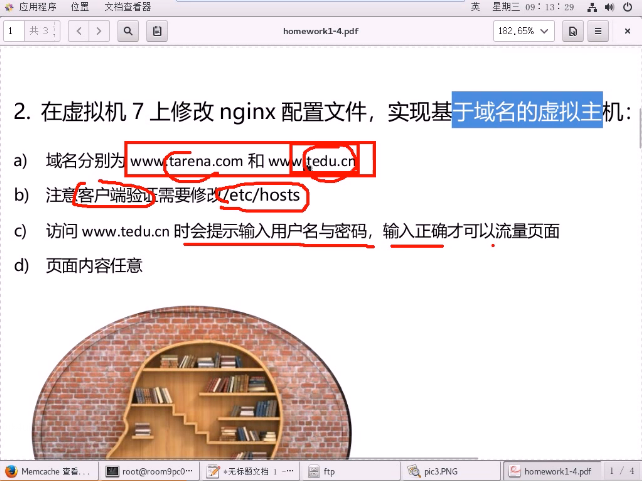 应用程序 位置 文档查看器 英 星期三 09:13:29
1 共 3 homework1-4.pdf 182.65%
2. 在虚拟机 7 上修改 nginx 配置文件，实现基于域名的虚拟主机：
a) 域名分别为 www.tarena.com 和 www.tedu.cn
b) 注意客户端验证需要修改/etc/hosts
c) 访问 www.tedu.cn 时会提示输入用户名与密码，输入正确才可以流量页面
d) 页面内容任意
Memcache 查看... root@room9pc0... *无标题文档 1 -... ftp pic3.PNG homework1-4.pdf 1 / 4